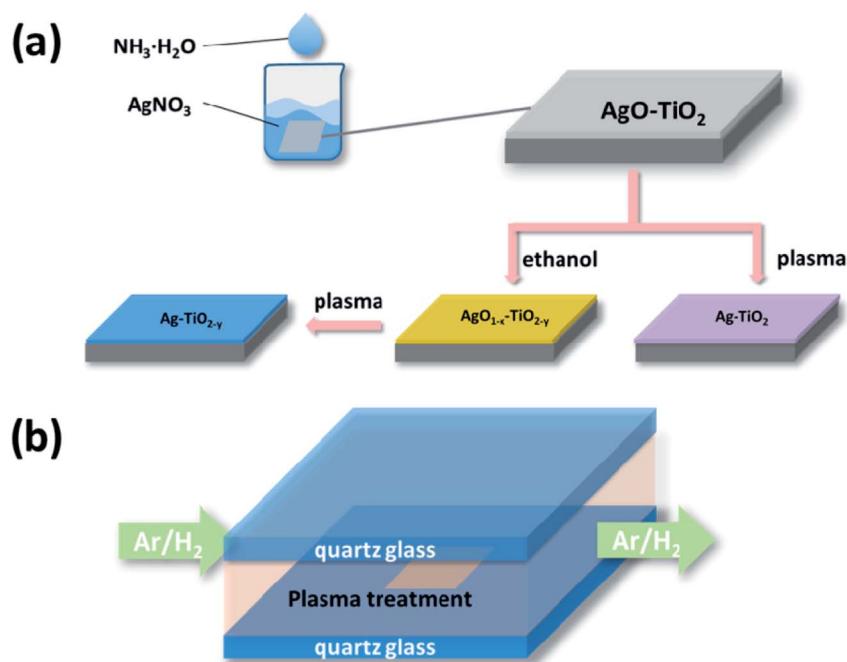 (a)
NH₃·H₂O
AgNO₃
AgO-TiO₂
ethanol
plasma
plasma
Ag-TiO₂₋ᵧ
AgO₁₋ₖ-TiO₂₋ᵧ
Ag-TiO₂
(b)
Ar/H₂
quartz glass
Ar/H₂
Plasma treatment
quartz glass